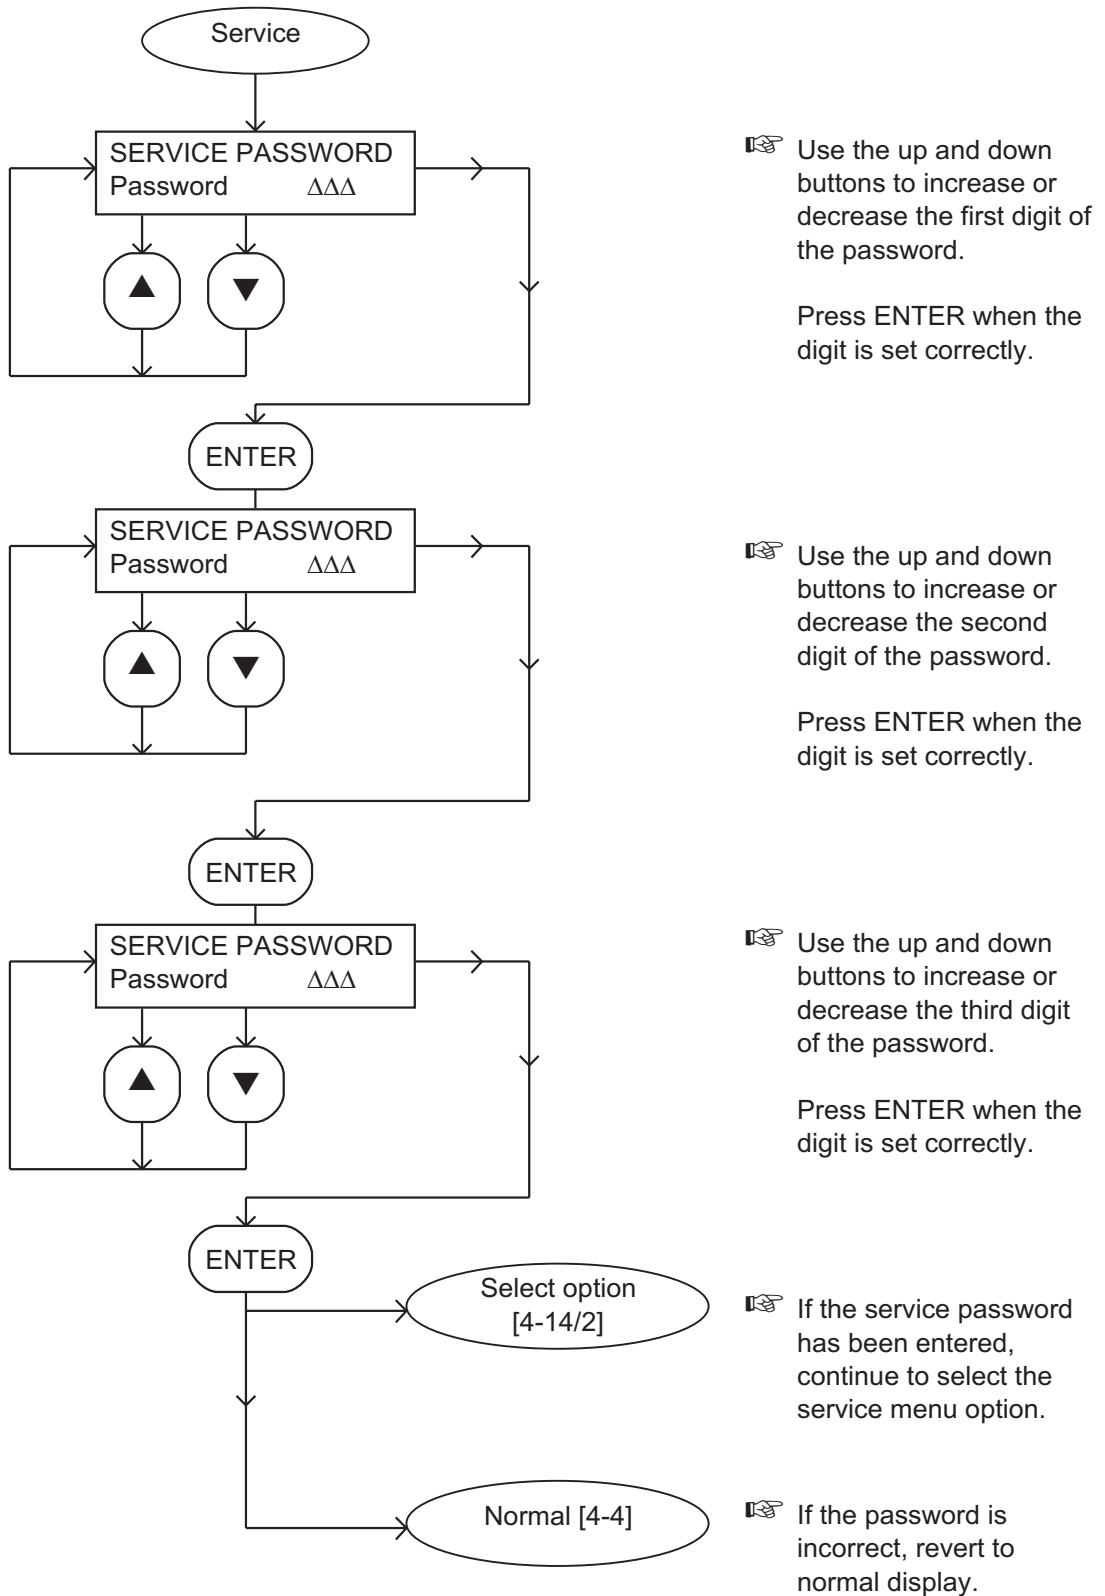 Service
SERVICE PASSWORD
Password ΔΔΔ
▲ ▼
☞ Use the up and down
buttons to increase or
decrease the first digit of
the password.
Press ENTER when the
digit is set correctly.
ENTER
SERVICE PASSWORD
Password ΔΔΔ
▲ ▼
☞ Use the up and down
buttons to increase or
decrease the second
digit of the password.
Press ENTER when the
digit is set correctly.
ENTER
SERVICE PASSWORD
Password ΔΔΔ
▲ ▼
☞ Use the up and down
buttons to increase or
decrease the third digit
of the password.
Press ENTER when the
digit is set correctly.
ENTER
Select option
[4-14/2]
☞ If the service password
has been entered,
continue to select the
service menu option.
Normal [4-4]
☞ If the password is
incorrect, revert to
normal display.